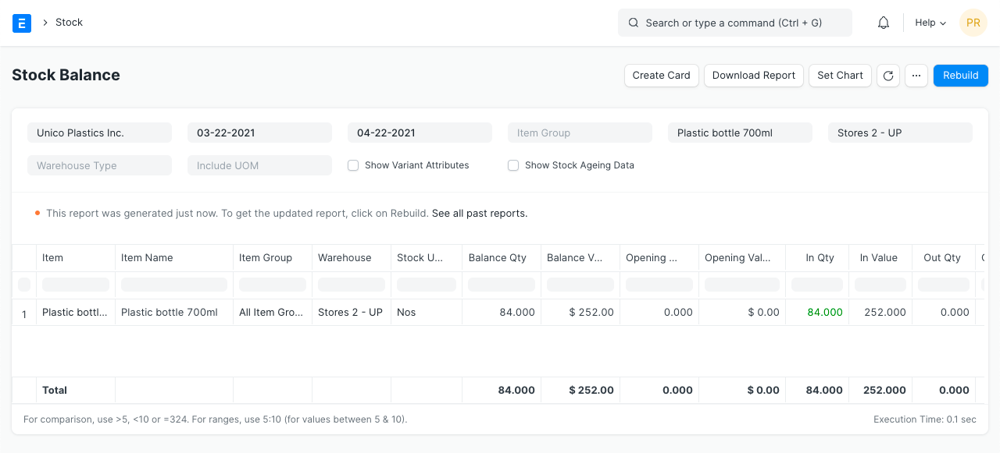 E > Stock Search or type a command (Ctrl + G) Help PR
Stock Balance Create Card Download Report Set Chart ... Rebuild
Unico Plastics Inc. 03-22-2021 04-22-2021 Item Group Plastic bottle 700ml Stores 2 - UP
Warehouse Type Include UOM Show Variant Attributes Show Stock Ageing Data
This report was generated just now. To get the updated report, click on Rebuild. See all past reports.
Item Item Name Item Group Warehouse Stock U... Balance Qty Balance V... Opening ... Opening Val... In Qty In Value Out Qty
1 Plastic bottl... Plastic bottle 700ml All Item Gro... Stores 2 - UP Nos 84.000 $ 252.00 0.000 $ 0.00 84.000 252.000 0.000
Total 84.000 $ 252.00 0.000 $ 0.00 84.000 252.000 0.000
For comparison, use >5, <10 or =324. For ranges, use 5:10 (for values between 5 & 10). Execution Time: 0.1 sec